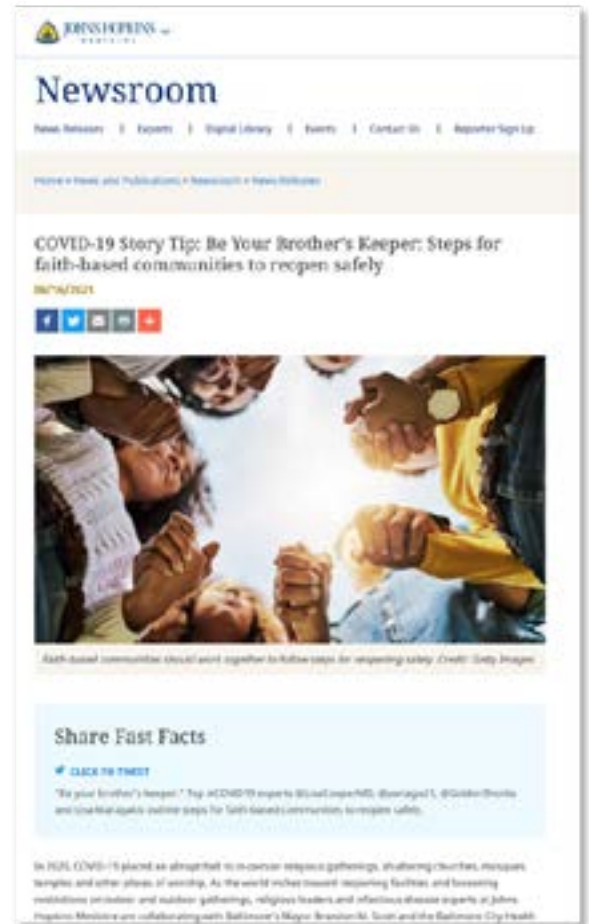 JOHNS HOPKINS
MEDICINE
Newsroom
News Releases | Experts | Digital Library | Events | Contact Us | Reporter Sign Up
Home > News and Publications > Newsroom > News Releases
COVID-19 Story Tip: Be Your Brother's Keeper: Steps for
faith-based communities to reopen safely
2021
Faith-based communities should work together to follow steps for reopening safely. Credit: Getty Images
Share Fast Facts
CLICK TO TWEET
"Be your brother's keeper." Top #COVID19 experts
and outline steps for faith-based communities to reopen safely.
In 2020, COVID-19 placed an abrupt halt to in-person religious gatherings, shuttering churches, mosques,
temples and other places of worship. As the world inches toward reopening facilities and loosening
restrictions on indoor and outdoor gatherings, religious leaders and infectious disease experts at Johns
Hopkins Medicine are collaborating with Baltimore's Mayor Brandon M. Scott and the Baltimore City Health